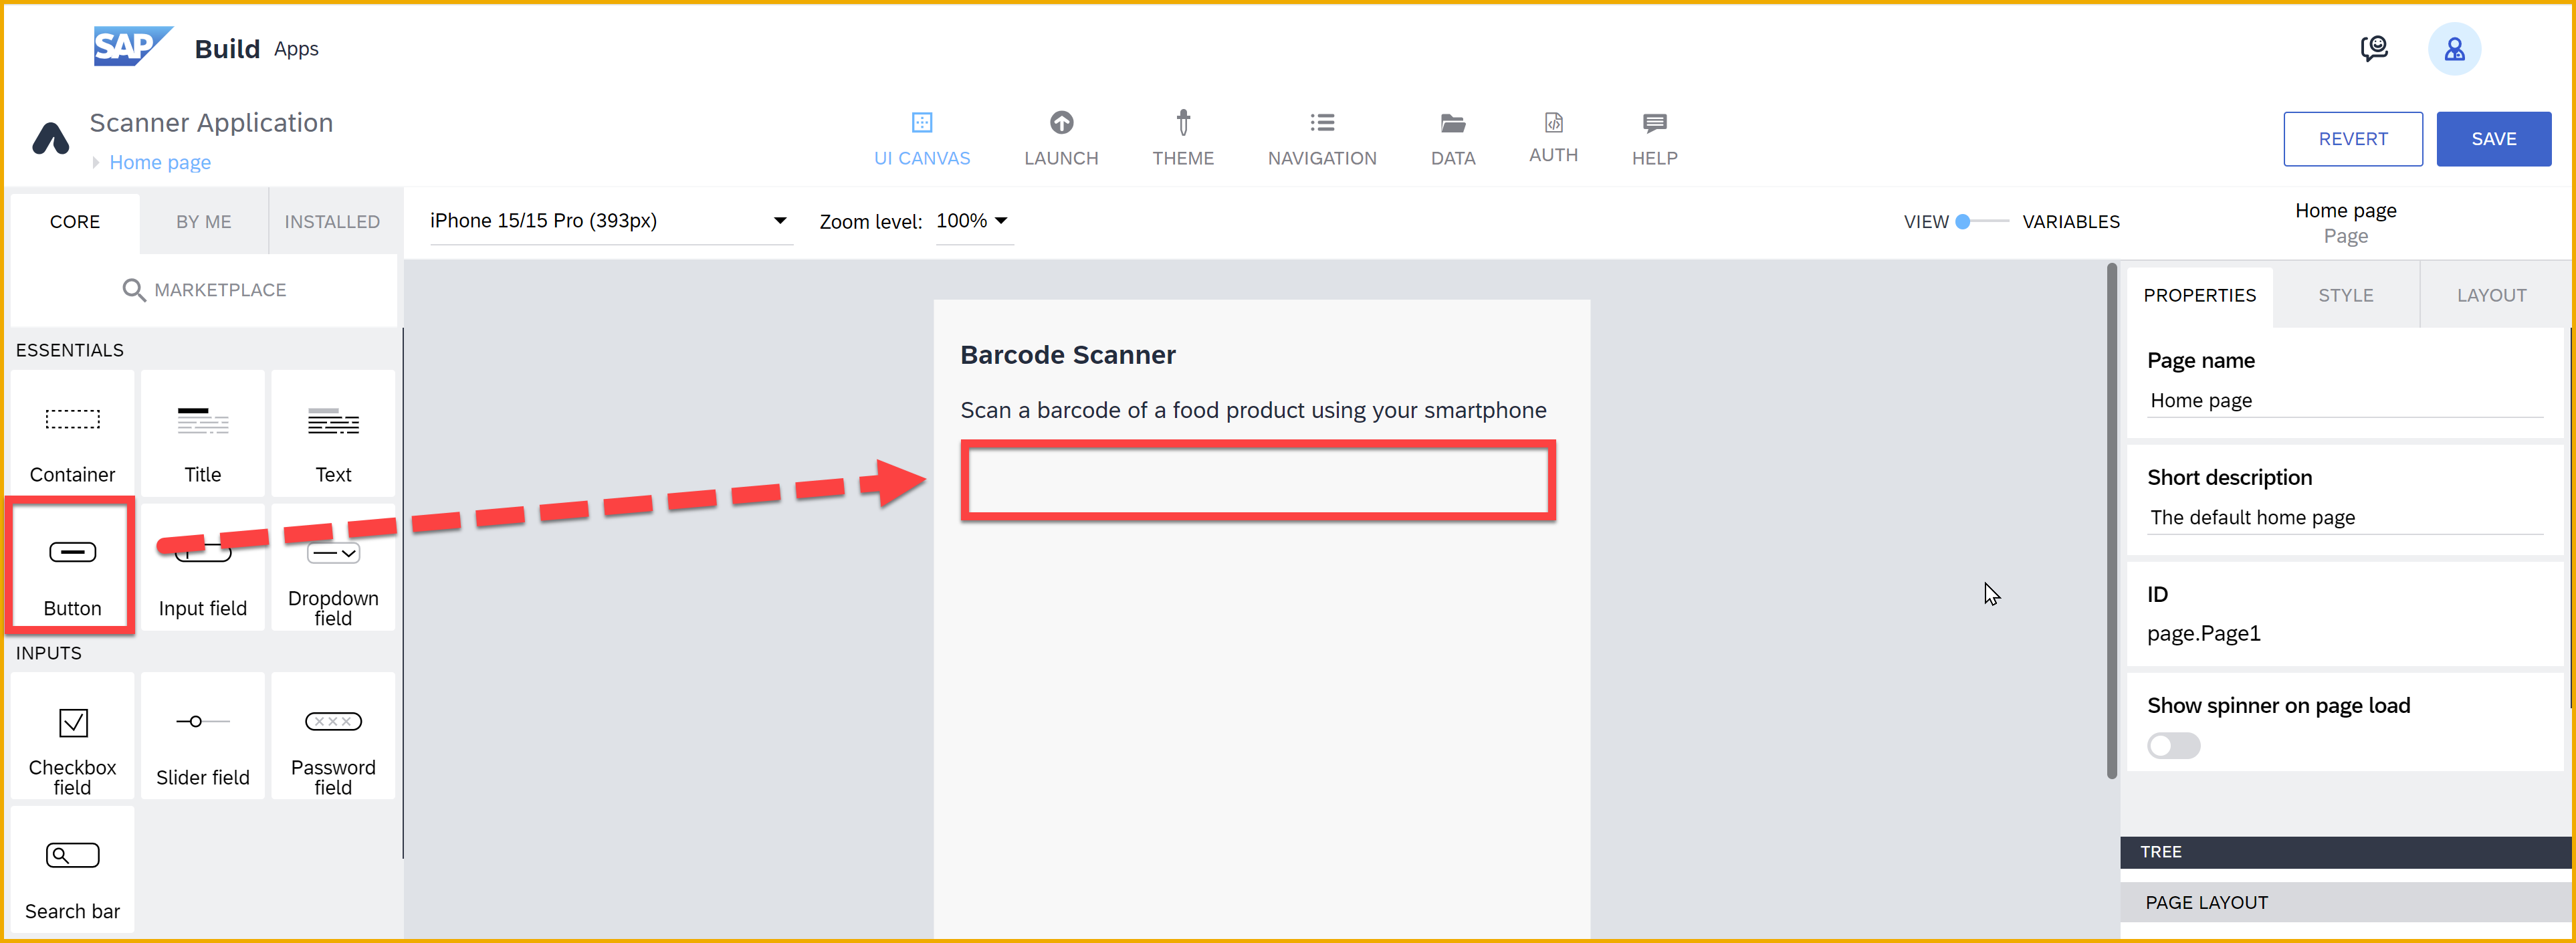 SAP Build Apps
Scanner Application
Home page
UI CANVAS
LAUNCH
THEME
NAVIGATION
DATA
AUTH
HELP
REVERT
SAVE
CORE
BY ME
INSTALLED
MARKETPLACE
iPhone 15/15 Pro (393px)
Zoom level: 100%
VIEW
VARIABLES
Home page
Page
ESSENTIALS
Container
Title
Text
Button
Input field
Dropdown
field
INPUTS
Checkbox
field
Slider field
Password
field
Search bar
Barcode Scanner
Scan a barcode of a food product using your smartphone
PROPERTIES
STYLE
LAYOUT
Page name
Home page
Short description
The default home page
ID
page.Page1
Show spinner on page load
TREE
PAGE LAYOUT